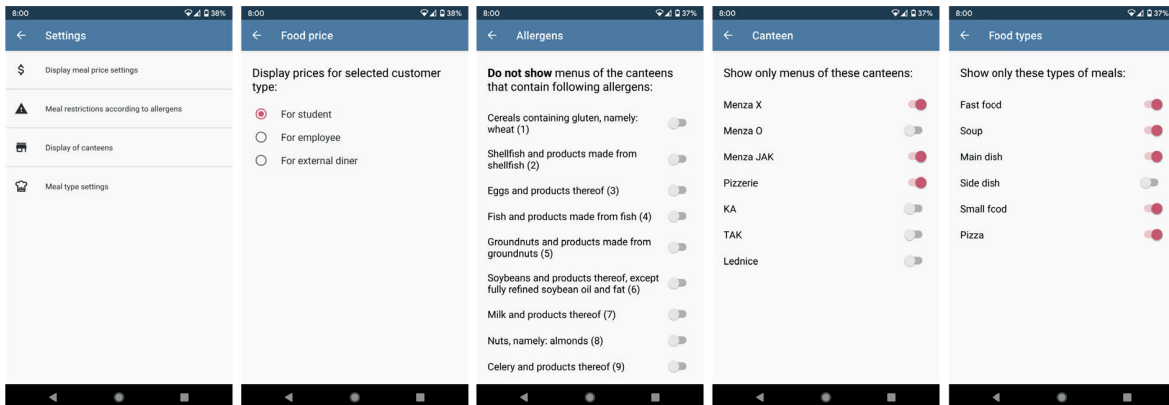 8:00 38%
Settings
Display meal price settings
Meal restrictions according to allergens
Display of canteens
Meal type settings
8:00 38%
Food price
Display prices for selected customer
type:
For student
For employee
For external diner
8:00 37%
Allergens
Do not show menus of the canteens
that contain following allergens:
Cereals containing gluten, namely:
wheat (1)
Shellfish and products made from
shellfish (2)
Eggs and products thereof (3)
Fish and products made from fish (4)
Groundnuts and products made from
groundnuts (5)
Soybeans and products thereof, except
fully refined soybean oil and fat (6)
Milk and products thereof (7)
Nuts, namely: almonds (8)
Celery and products thereof (9)
8:00 37%
Canteen
Show only menus of these canteens:
Menza X
Menza O
Menza JAK
Pizzerie
KA
TAK
Lednice
8:00 37%
Food types
Show only these types of meals:
Fast food
Soup
Main dish
Side dish
Small fcod
Pizza